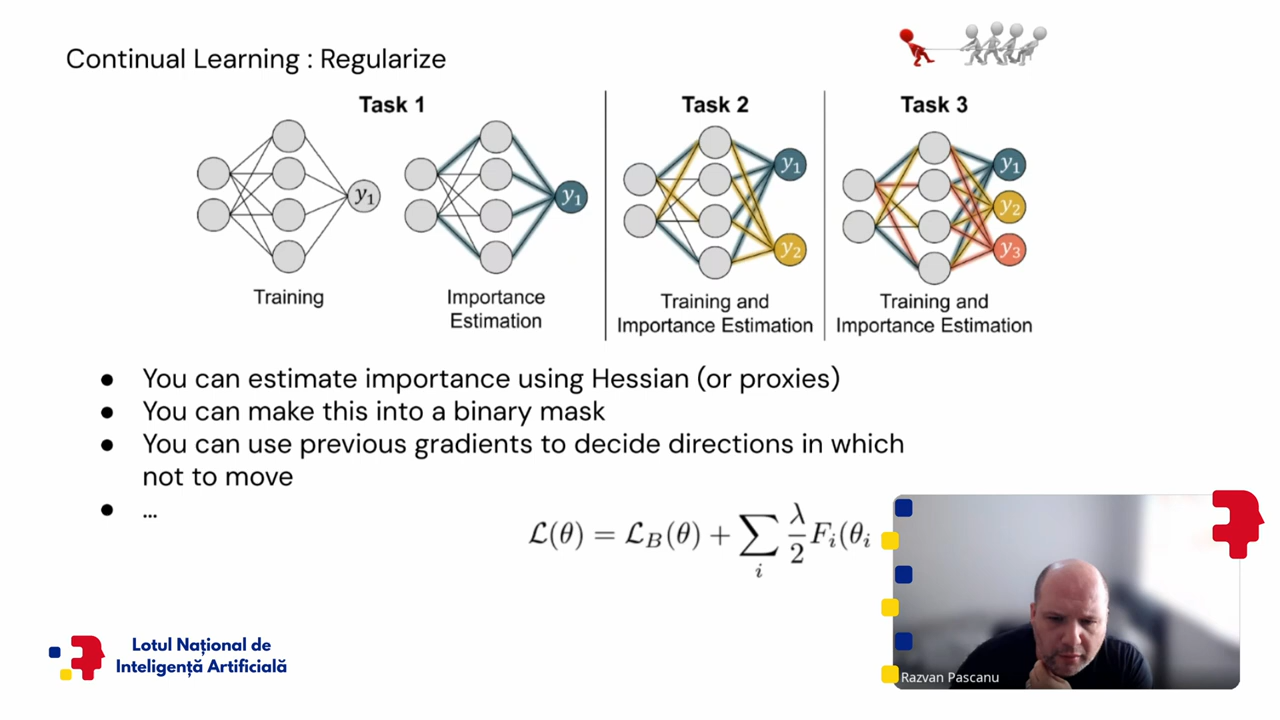 Continual Learning : Regularize
Task 1
Task 2
Task 3
y₁
y₁
y₁
y₂
y₁
y₂
y₃
Training
Importance
Estimation
Training and
Importance Estimation
Training and
Importance Estimation
● You can estimate importance using Hessian (or proxies)
● You can make this into a binary mask
● You can use previous gradients to decide directions in which
not to move
● ...
ℒ(θ) = ℒ_B(θ) + ∑_i λ/2 F_i(θ_i
Lotul Național de
Inteligență Artificială
Razvan Pascanu